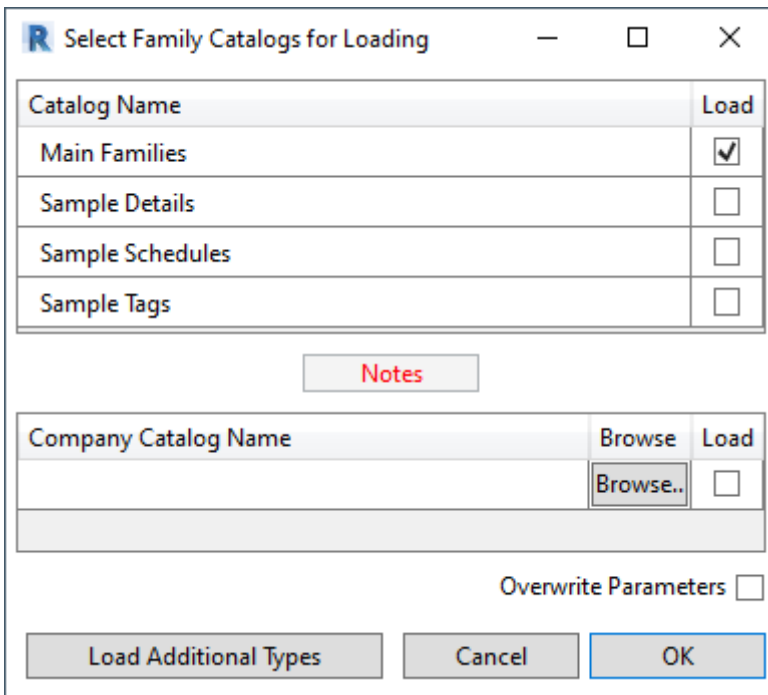 Select Family Catalogs for Loading
Catalog Name Load
Main Families
Sample Details
Sample Schedules
Sample Tags
Notes
Company Catalog Name Browse Load
Browse..
Overwrite Parameters
Load Additional Types Cancel OK